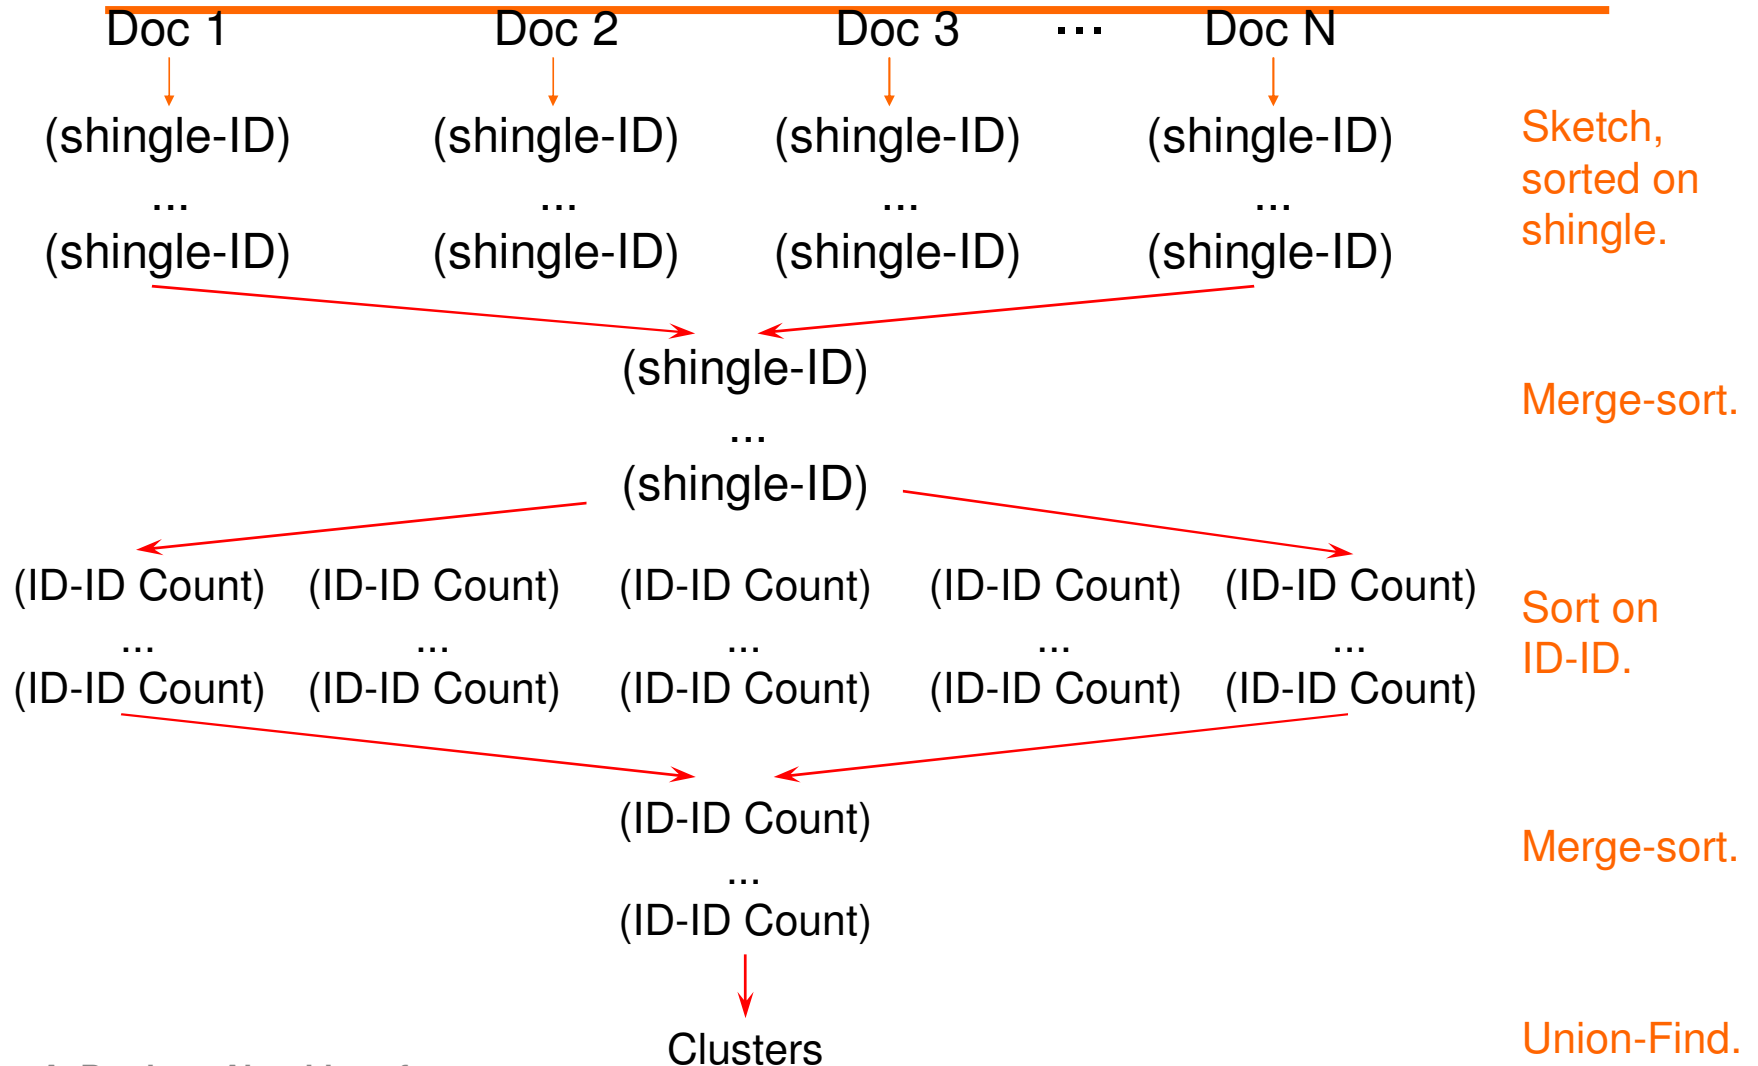 Doc 1 Doc 2 Doc 3 ... Doc N
(shingle-ID) (shingle-ID) (shingle-ID) (shingle-ID)
... ... ... ...
(shingle-ID) (shingle-ID) (shingle-ID) (shingle-ID)
Sketch,
sorted on
shingle.
(shingle-ID)
...
(shingle-ID)
Merge-sort.
(ID-ID Count) (ID-ID Count) (ID-ID Count) (ID-ID Count) (ID-ID Count)
... ... ... ... ...
(ID-ID Count) (ID-ID Count) (ID-ID Count) (ID-ID Count) (ID-ID Count)
Sort on
ID-ID.
(ID-ID Count)
...
(ID-ID Count)
Merge-sort.
Clusters
Union-Find.